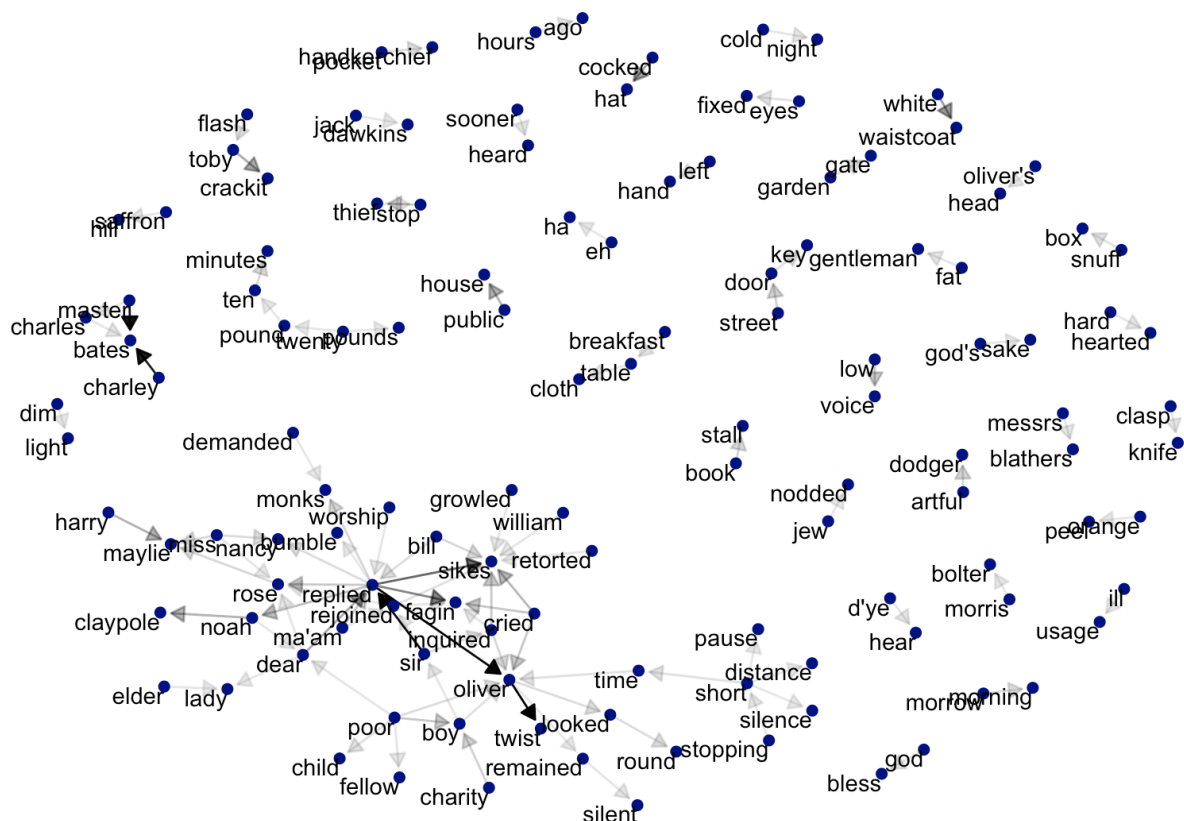 ago
hours
cold
night
handkerchief
pocket
cocked
hat
fixed
eyes
white
waistcoat
flash
toby
crackit
jack
dawkins
sooner
heard
gate
garden
left
hand
oliver's
head
thief
stop
saffron
hill
ha
eh
box
snuff
minutes
ten
pound
twenty
pounds
key
door
street
gentleman
fat
house
public
master
charles
bates
charley
breakfast
table
cloth
god's
sake
hard
hearted
low
voice
dim
light
stall
book
messrs
blathers
clasp
knife
demanded
monks
dodger
artful
nodded
jew
growled
worship
william
harry
maylie
miss
nancy
bumble
bill
sikes
retorted
peel
orange
rose
replied
rejoined
fagin
bolter
morris
claypole
noah
ma'am
inquired
cried
d'ye
hear
ill
usage
dear
sir
pause
distance
elder
lady
oliver
time
short
silence
morrow
morning
poor
boy
twist
looked
stopping
child
fellow
charity
remained
round
silent
god
bless